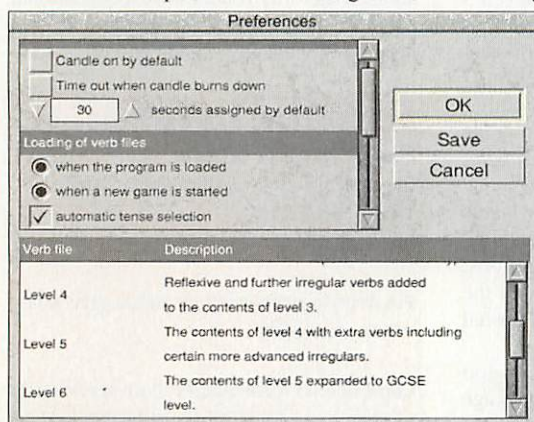 Preferences
Candle on by default
Time out when candle burns down
30 seconds assigned by default
OK
Loading of verb files
Save
when the program is loaded
Cancel
when a new game is started
automatic tense selection
Verb file Description
Level 4 Reflexive and further irregular verbs added
to the contents of level 3.
Level 5 The contents of level 4 with extra verbs including
certain more advanced irregulars.
Level 6 The contents of level 5 expanded to GCSE
level.